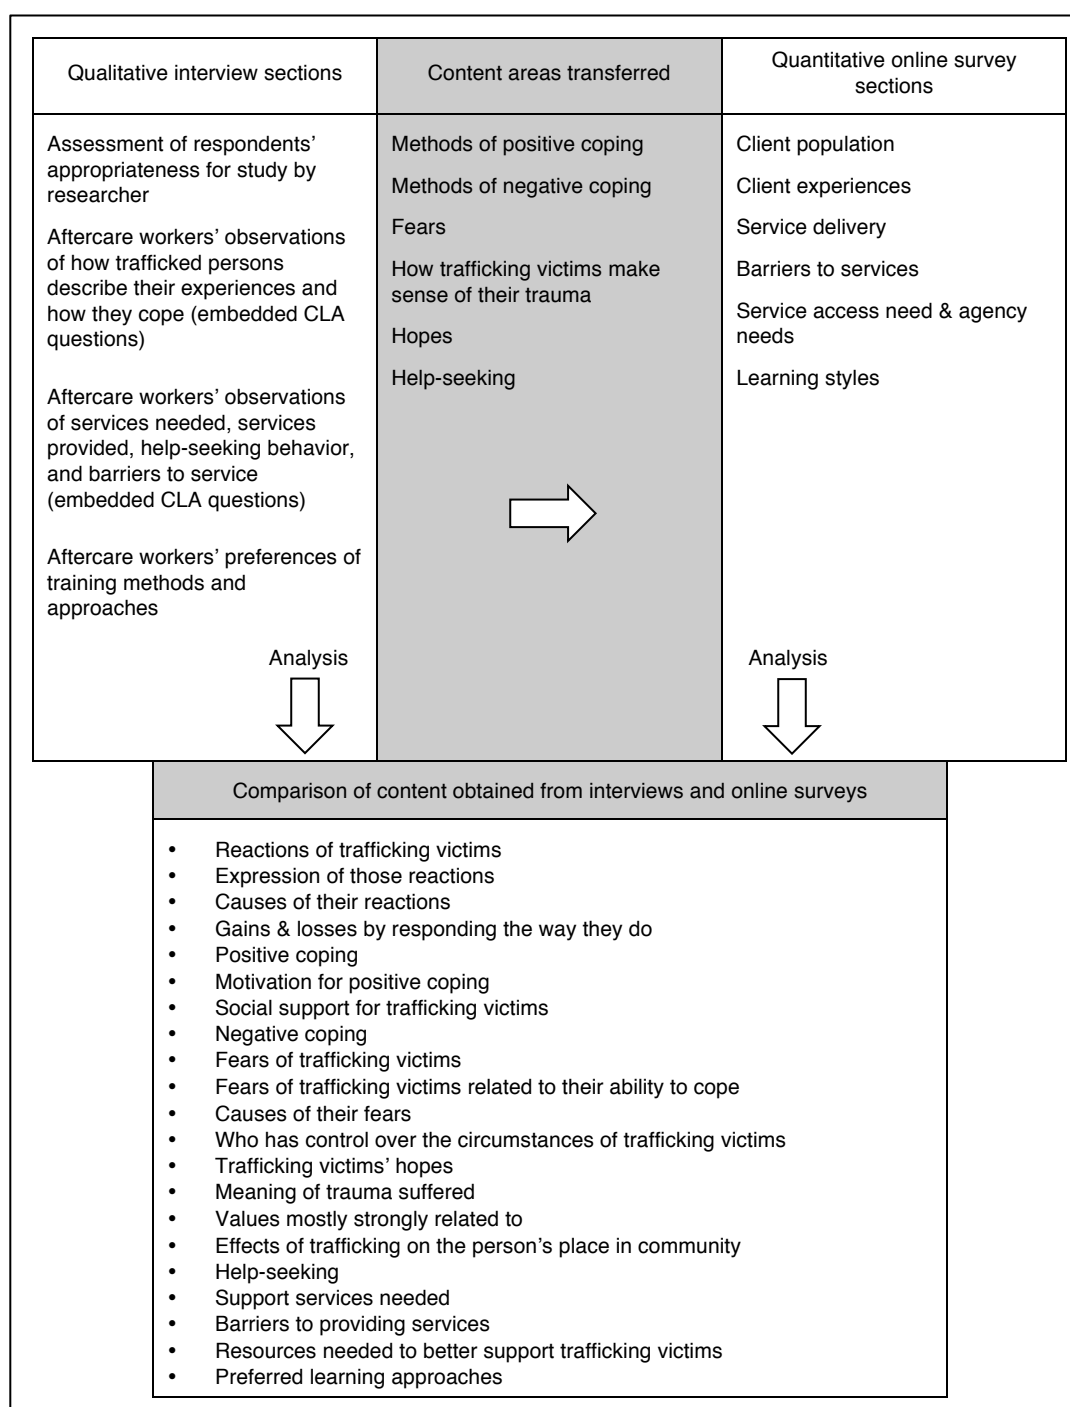 Qualitative interview sections
Content areas transferred
Quantitative online survey
sections
Assessment of respondents’
appropriateness for study by
researcher
Aftercare workers’ observations
of how trafficked persons
describe their experiences and
how they cope (embedded CLA
questions)
Aftercare workers’ observations
of services needed, services
provided, help-seeking behavior,
and barriers to service
(embedded CLA questions)
Aftercare workers’ preferences of
training methods and
approaches
Analysis
Methods of positive coping
Methods of negative coping
Fears
How trafficking victims make
sense of their trauma
Hopes
Help-seeking
Client population
Client experiences
Service delivery
Barriers to services
Service access need & agency
needs
Learning styles
Analysis
Comparison of content obtained from interviews and online surveys
• Reactions of trafficking victims
• Expression of those reactions
• Causes of their reactions
• Gains & losses by responding the way they do
• Positive coping
• Motivation for positive coping
• Social support for trafficking victims
• Negative coping
• Fears of trafficking victims
• Fears of trafficking victims related to their ability to cope
• Causes of their fears
• Who has control over the circumstances of trafficking victims
• Trafficking victims’ hopes
• Meaning of trauma suffered
• Values mostly strongly related to
• Effects of trafficking on the person’s place in community
• Help-seeking
• Support services needed
• Barriers to providing services
• Resources needed to better support trafficking victims
• Preferred learning approaches